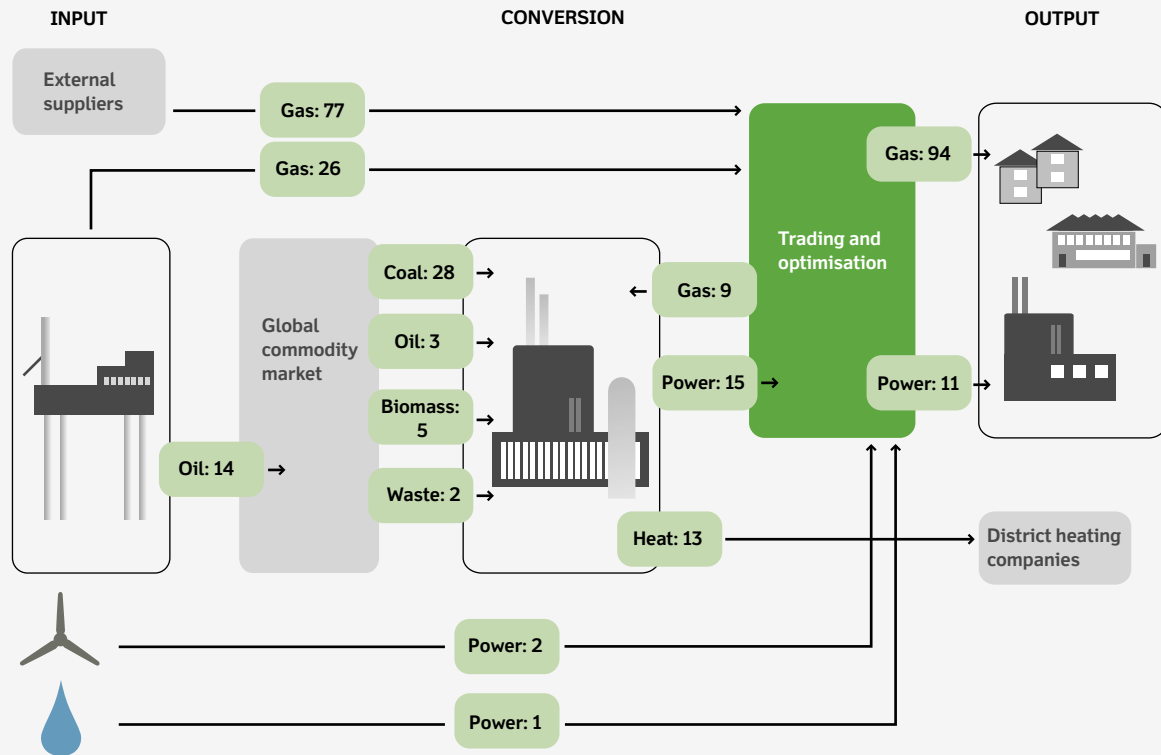 INPUT
CONVERSION
OUTPUT
External
suppliers
Gas: 77
Gas: 26
Gas: 94
Trading and
optimisation
Coal: 28
Gas: 9
Global
commodity
market
Oil: 3
Power: 15
Power: 11
Biomass:
5
Oil: 14
Waste: 2
Heat: 13
District heating
companies
Power: 2
Power: 1